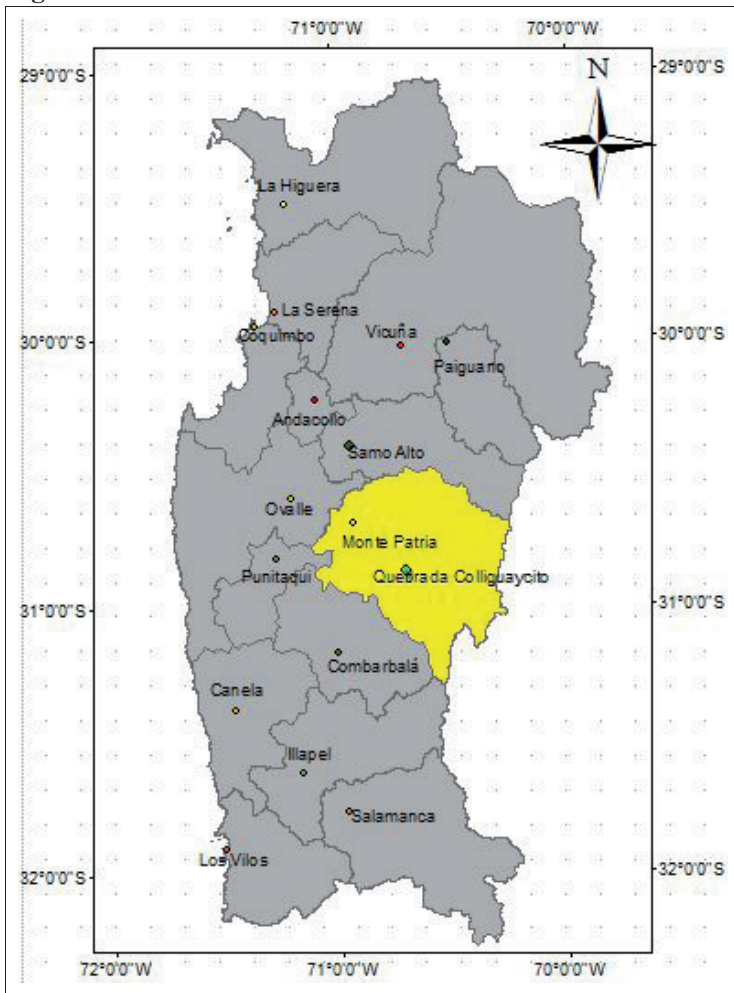 71°0'0"W
70°0'0"W
29°0'0"S
29°0'0"S
N
La Higuera
La Serena
Coquimbo
Vicuña
30°0'0"S
30°0'0"S
Paiguano
Andacollo
Samo Alto
Ovalle
Monte Patria
Punitaqui
Quebrada Colliguaycito
31°0'0"S
31°0'0"S
Combarbalá
Canela
Illapel
Salamanca
Los Vilos
32°0'0"S
32°0'0"S
72°0'0"W
71°0'0"W
70°0'0"W